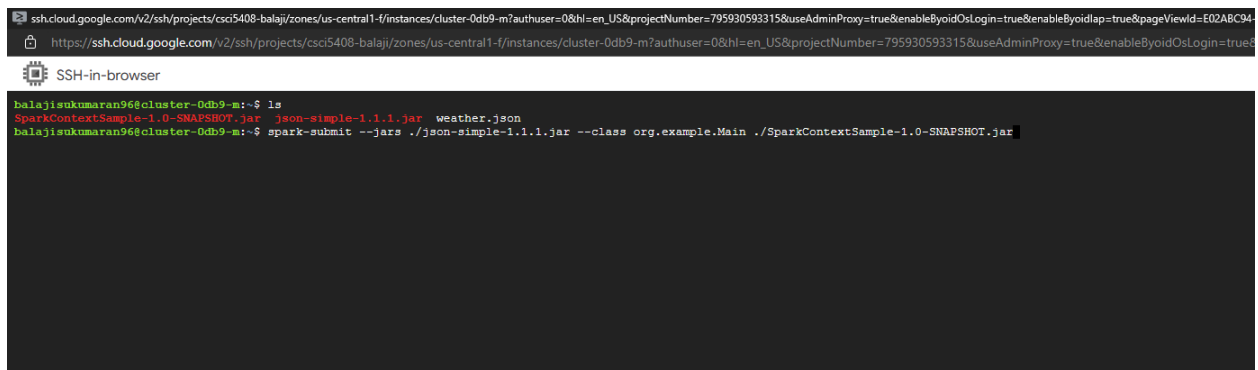 ssh.cloud.google.com/v2/ssh/projects/csci5408-balaji/zones/us-central1-f/instances/cluster-0db9-m?authuser=0&hl=en_US&projectNumber=795930593315&useAdminProxy=true&enableByoidOsLogin=true&enableByoidIap=true&pageViewId=E02ABC94-
https://ssh.cloud.google.com/v2/ssh/projects/csci5408-balaji/zones/us-central1-f/instances/cluster-0db9-m?authuser=0&hl=en_US&projectNumber=795930593315&useAdminProxy=true&enableByoidOsLogin=true&
SSH-in-browser
balajisukumaran96@cluster-0db9-m:~$ ls
SparkContextSample-1.0-SNAPSHOT.jar json-simple-1.1.1.jar weather.json
balajisukumaran96@cluster-0db9-m:~$ spark-submit --jars ./json-simple-1.1.1.jar --class org.example.Main ./SparkContextSample-1.0-SNAPSHOT.jar